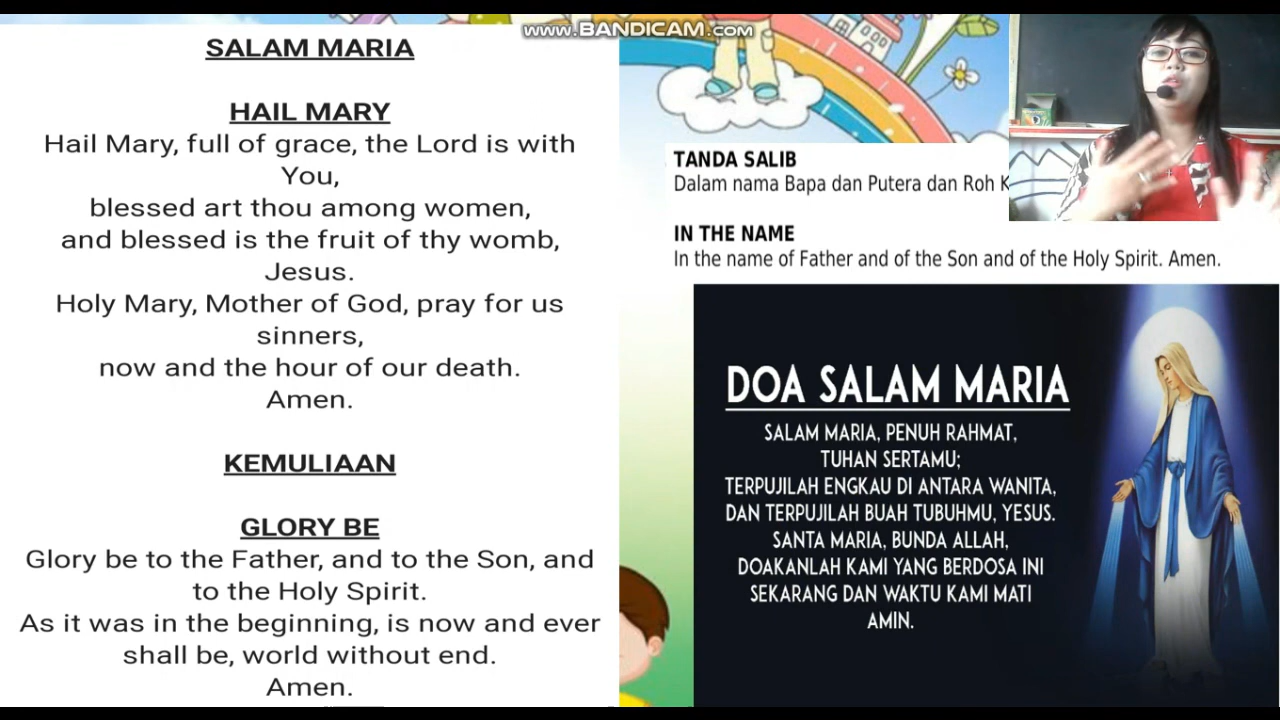 www.BANDICAM.com
SALAM MARIA
HAIL MARY
Hail Mary, full of grace, the Lord is with
You,
blessed art thou among women,
and blessed is the fruit of thy womb,
Jesus.
Holy Mary, Mother of God, pray for us
sinners,
now and the hour of our death.
Amen.
KEMULIAAN
GLORY BE
Glory be to the Father, and to the Son, and
to the Holy Spirit.
As it was in the beginning, is now and ever
shall be, world without end.
Amen.
TANDA SALIB
Dalam nama Bapa dan Putera dan Roh K
IN THE NAME
In the name of Father and of the Son and of the Holy Spirit. Amen.
DOA SALAM MARIA
SALAM MARIA, PENUH RAHMAT,
TUHAN SERTAMU;
TERPUJILAH ENGKAU DI ANTARA WANITA,
DAN TERPUJILAH BUAH TUBUHMU, YESUS.
SANTA MARIA, BUNDA ALLAH,
DOAKANLAH KAMI YANG BERDOSA INI
SEKARANG DAN WAKTU KAMI MATI
AMIN.